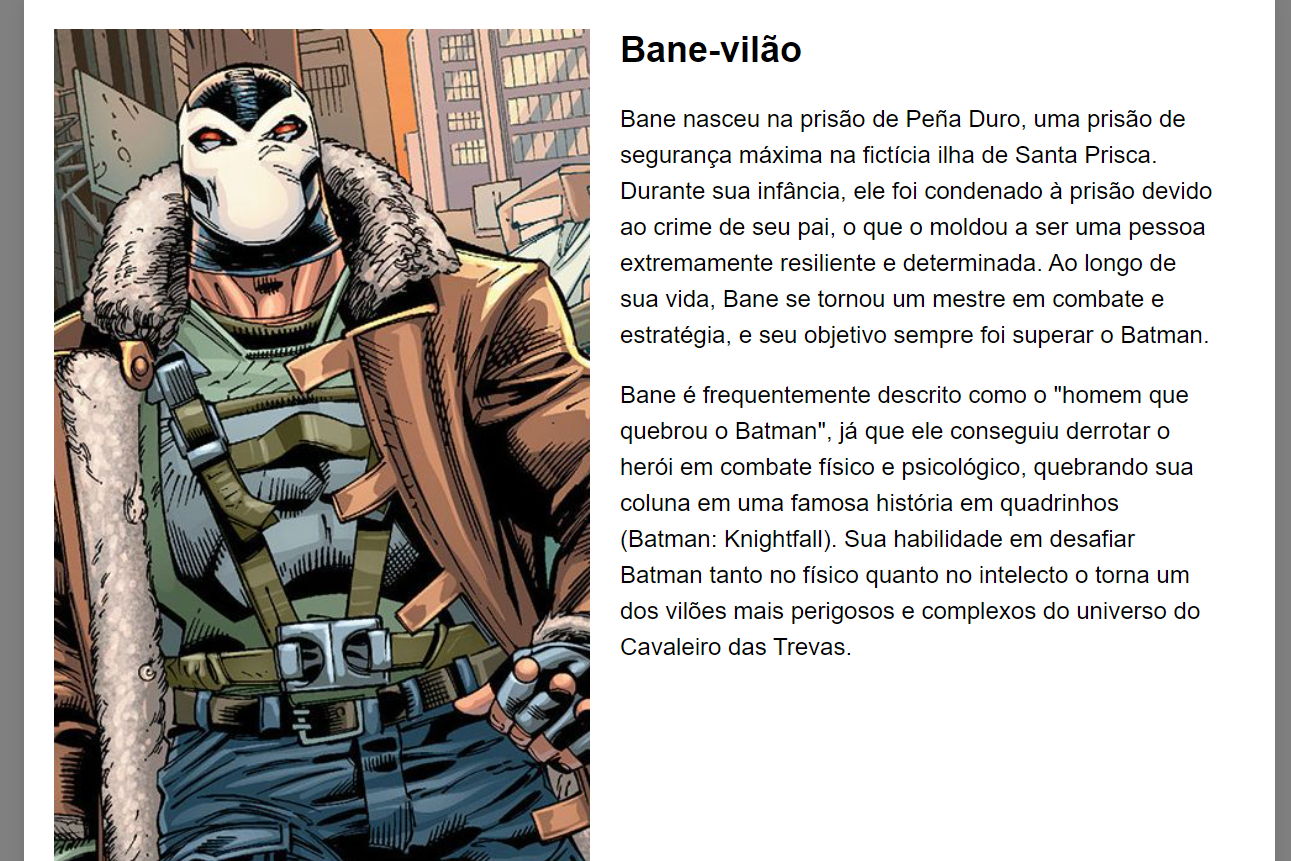 Bane-vilão
Bane nasceu na prisão de Peña Duro, uma prisão de
segurança máxima na fictícia ilha de Santa Prisca.
Durante sua infância, ele foi condenado à prisão devido
ao crime de seu pai, o que o moldou a ser uma pessoa
extremamente resiliente e determinada. Ao longo de
sua vida, Bane se tornou um mestre em combate e
estratégia, e seu objetivo sempre foi superar o Batman.
Bane é frequentemente descrito como o "homem que
quebrou o Batman", já que ele conseguiu derrotar o
herói em combate físico e psicológico, quebrando sua
coluna em uma famosa história em quadrinhos
(Batman: Knightfall). Sua habilidade em desafiar
Batman tanto no físico quanto no intelecto o torna um
dos vilões mais perigosos e complexos do universo do
Cavaleiro das Trevas.